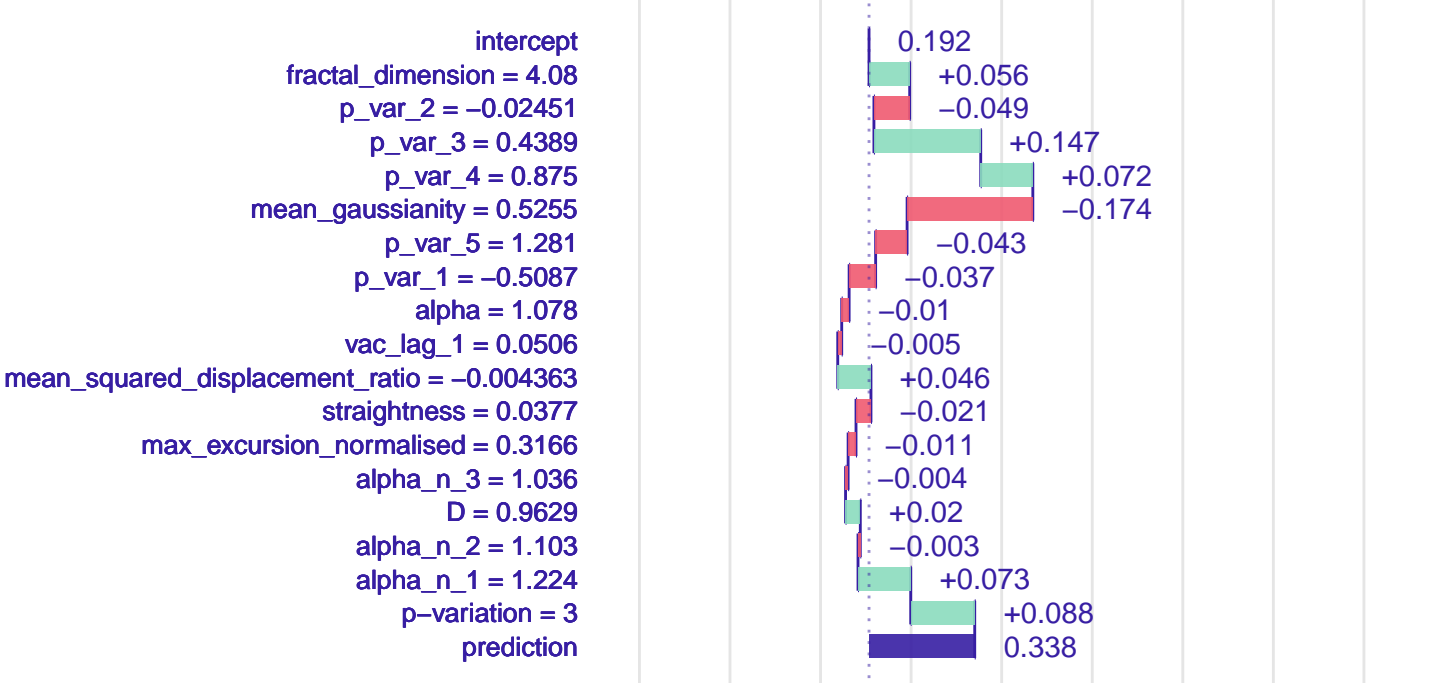 intercept 0.192
fractal_dimension = 4.08 +0.056
p_var_2 = −0.02451 −0.049
p_var_3 = 0.4389 +0.147
p_var_4 = 0.875 +0.072
mean_gaussianity = 0.5255 −0.174
p_var_5 = 1.281 −0.043
p_var_1 = −0.5087 −0.037
alpha = 1.078 −0.01
vac_lag_1 = 0.0506 −0.005
mean_squared_displacement_ratio = −0.004363 +0.046
straightness = 0.0377 −0.021
max_excursion_normalised = 0.3166 −0.011
alpha_n_3 = 1.036 −0.004
D = 0.9629 +0.02
alpha_n_2 = 1.103 −0.003
alpha_n_1 = 1.224 +0.073
p−variation = 3 +0.088
prediction 0.338